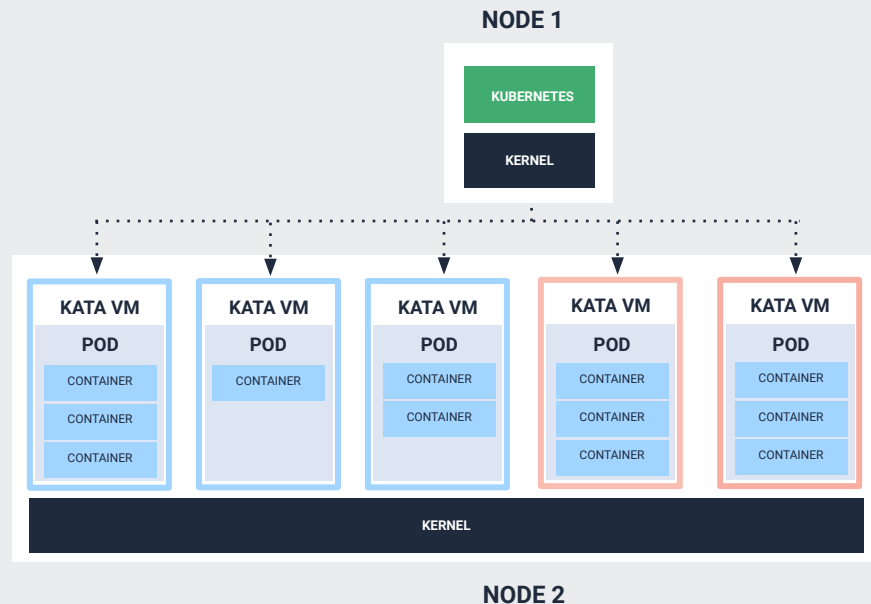 NODE 1
KUBERNETES
KERNEL
KATA VM
POD
CONTAINER
CONTAINER
CONTAINER
KATA VM
POD
CONTAINER
KATA VM
POD
CONTAINER
CONTAINER
KATA VM
POD
CONTAINER
CONTAINER
CONTAINER
KATA VM
POD
CONTAINER
CONTAINER
CONTAINER
KERNEL
NODE 2